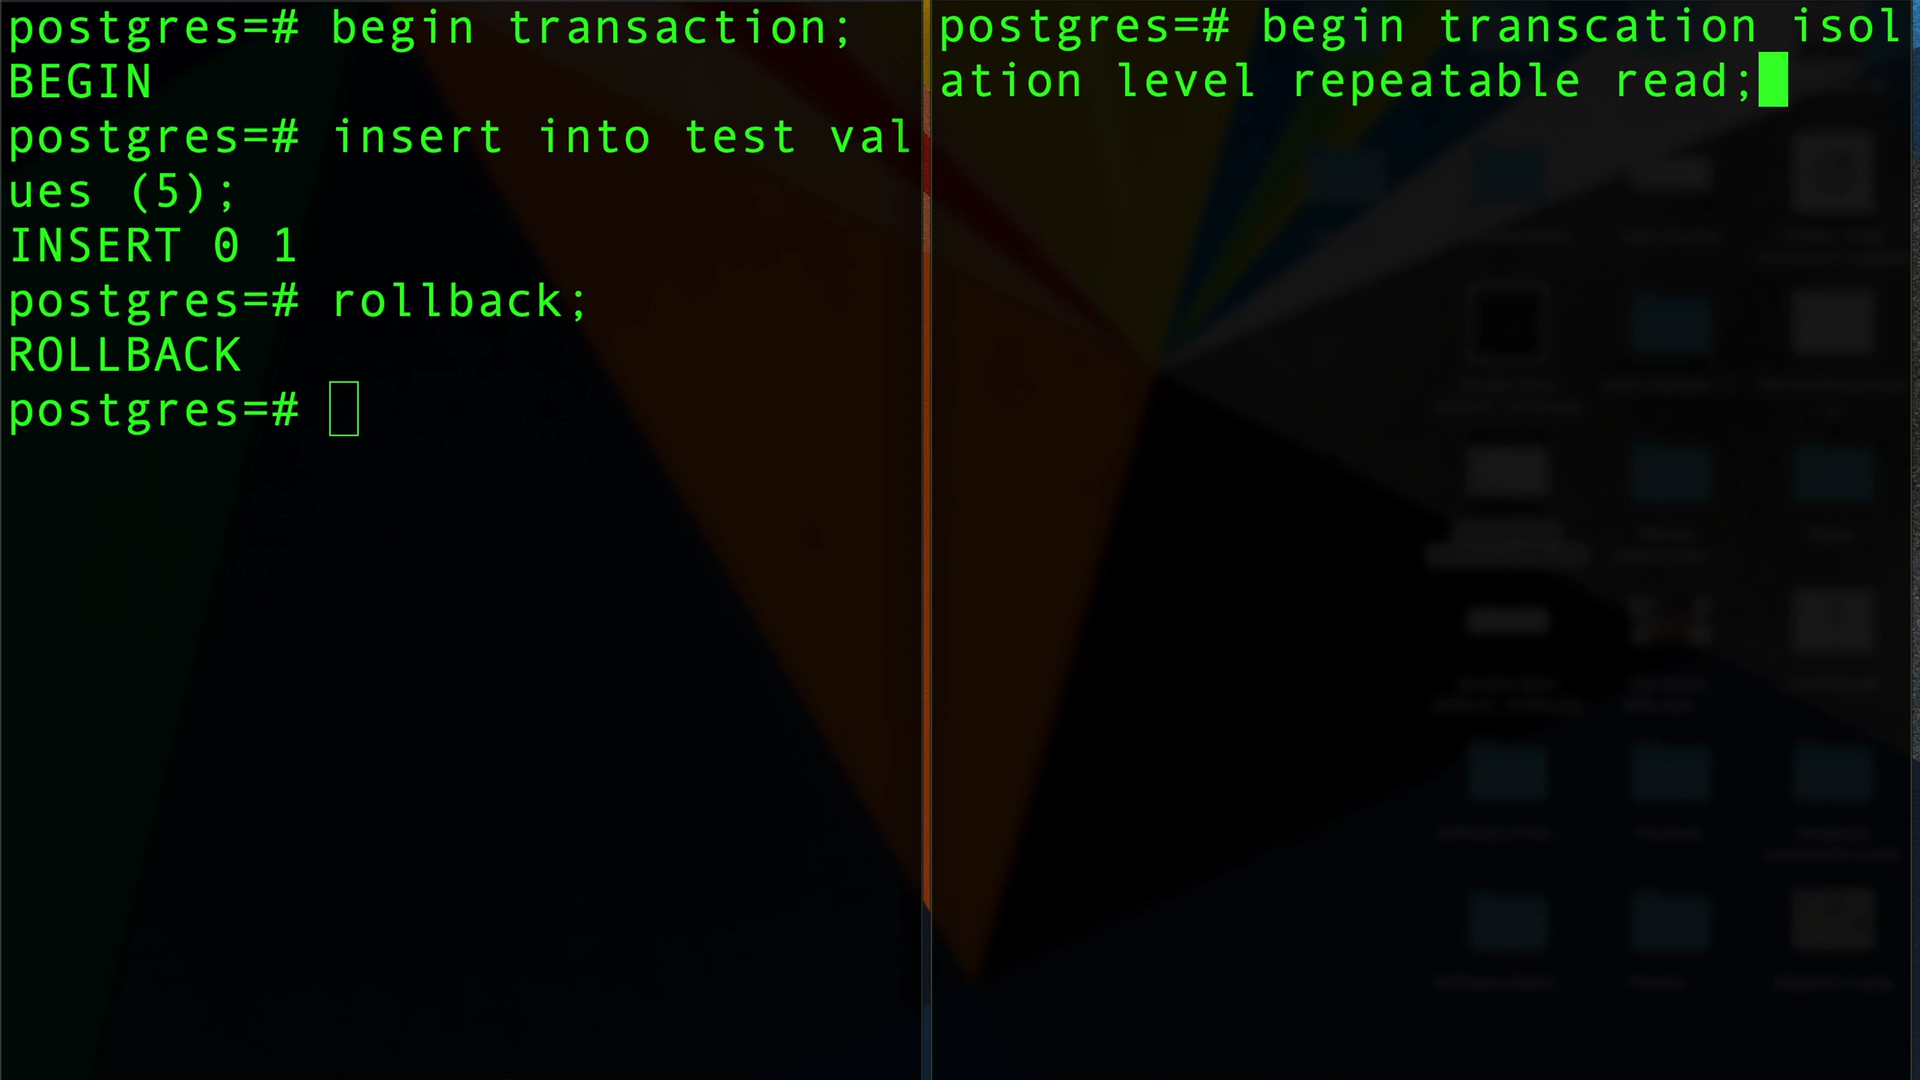 postgres=# begin transaction;
BEGIN
postgres=# insert into test val
ues (5);
INSERT 0 1
postgres=# rollback;
ROLLBACK
postgres=#
postgres=# begin transcation isol
ation level repeatable read;